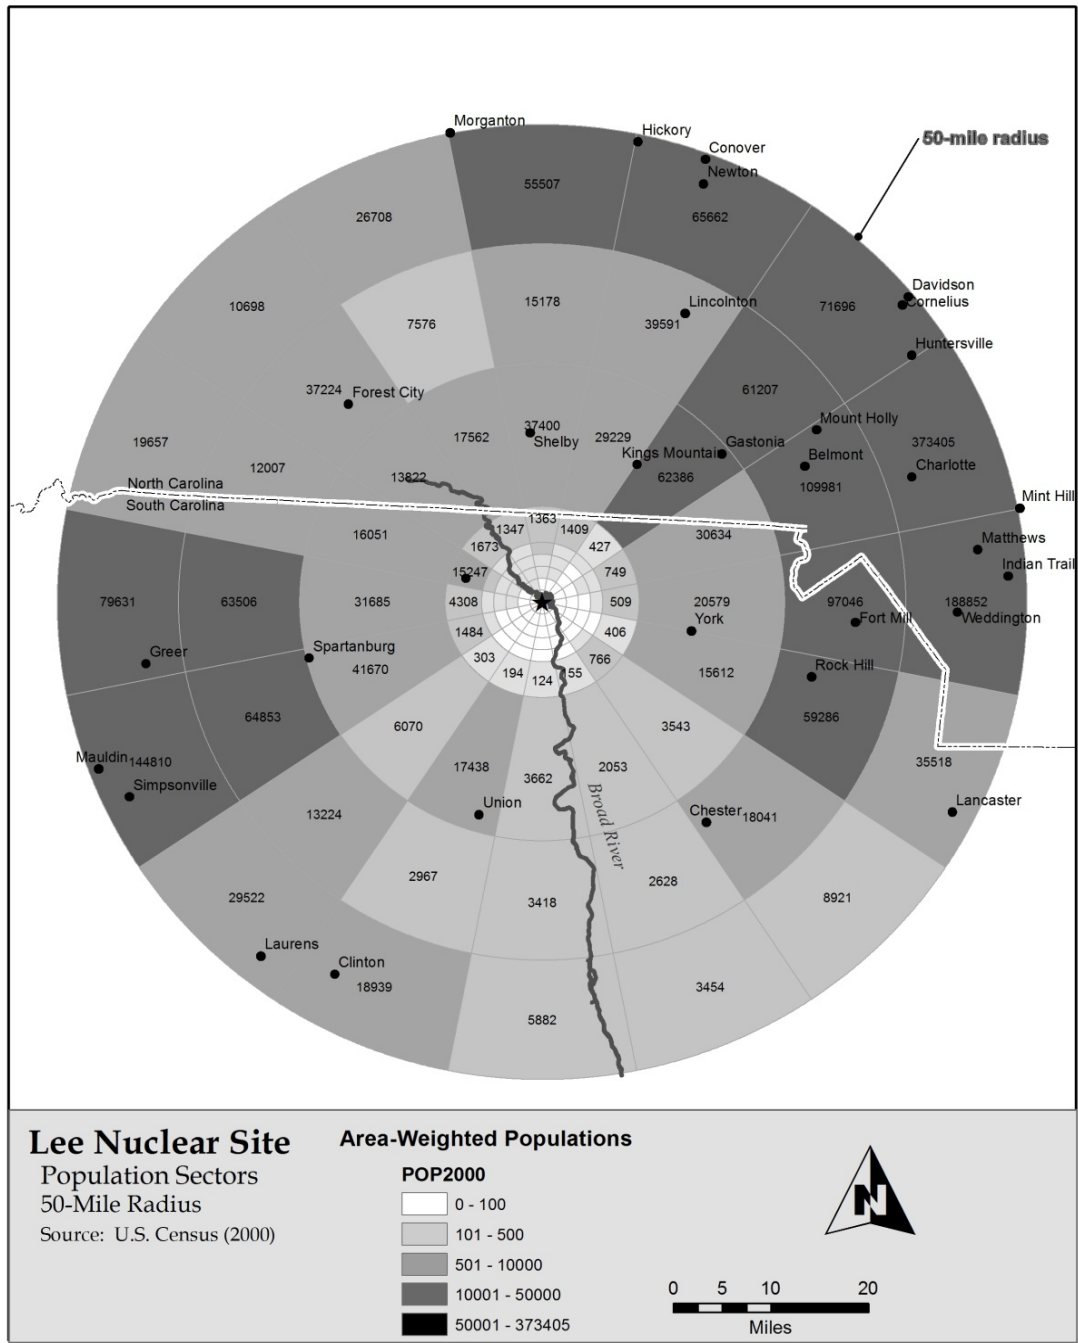 Morganton
Hickory
50-mile radius
Conover
Newton
55507
65662
26708
Davidson
Cornelius
10698
15178
Lincolnton
71696
7576
39591
Huntersville
37224
Forest City
61207
Mount Holly
19657
17562
37400
Shelby
29229
Gastonia
373405
Kings Mountain
Belmont
Charlotte
12007
13822
62386
109981
North Carolina
South Carolina
Mint Hill
1347
1363
1409
30634
16051
1673
427
Matthews
Indian Trail
15247
749
79631
63506
31685
4308
509
20579
97046
188852
York
Fort Mill
Weddington
1484
406
Greer
Spartanburg
303
766
41670
194
124
155
15612
Rock Hill
64853
6070
3543
59286
Mauldin
144810
17438
3662
2053
35518
Simpsonville
Union
Broad River
Chester
18041
Lancaster
13224
2967
2628
29522
3418
8921
Laurens
Clinton
18939
3454
5882
Lee Nuclear Site
Population Sectors
50-Mile Radius
Source: U.S. Census (2000)
Area-Weighted Populations
POP2000
0 - 100
101 - 500
501 - 10000
10001 - 50000
50001 - 373405
N
0 5 10 20
Miles